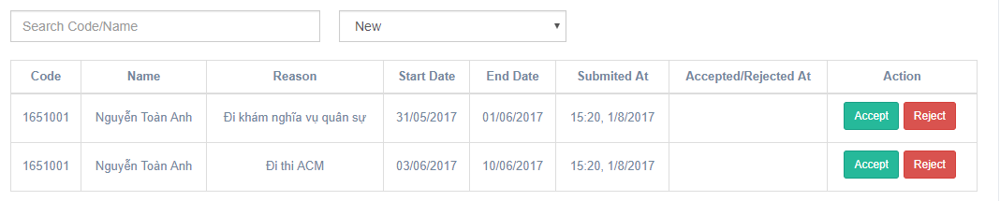 Search Code/Name New
Code Name Reason Start Date End Date Submited At Accepted/Rejected At Action
1651001 Nguyễn Toàn Anh Đi khám nghĩa vụ quân sự 31/05/2017 01/06/2017 15:20, 1/8/2017 Accept Reject
1651001 Nguyễn Toàn Anh Đi thi ACM 03/06/2017 10/06/2017 15:20, 1/8/2017 Accept Reject